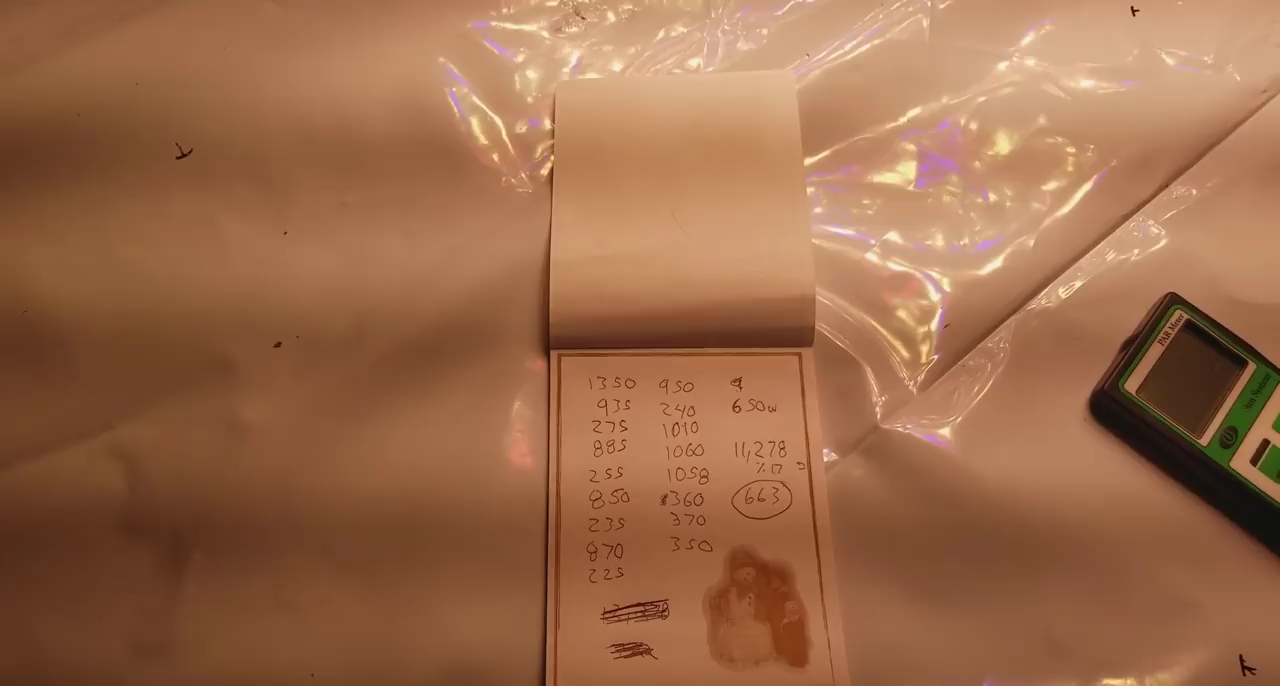 1350 950
935 240 650w
275 1010
885 1060 11,278
255 1058 % 17
850 360 663
235 370
870 350
225
PAR Meter